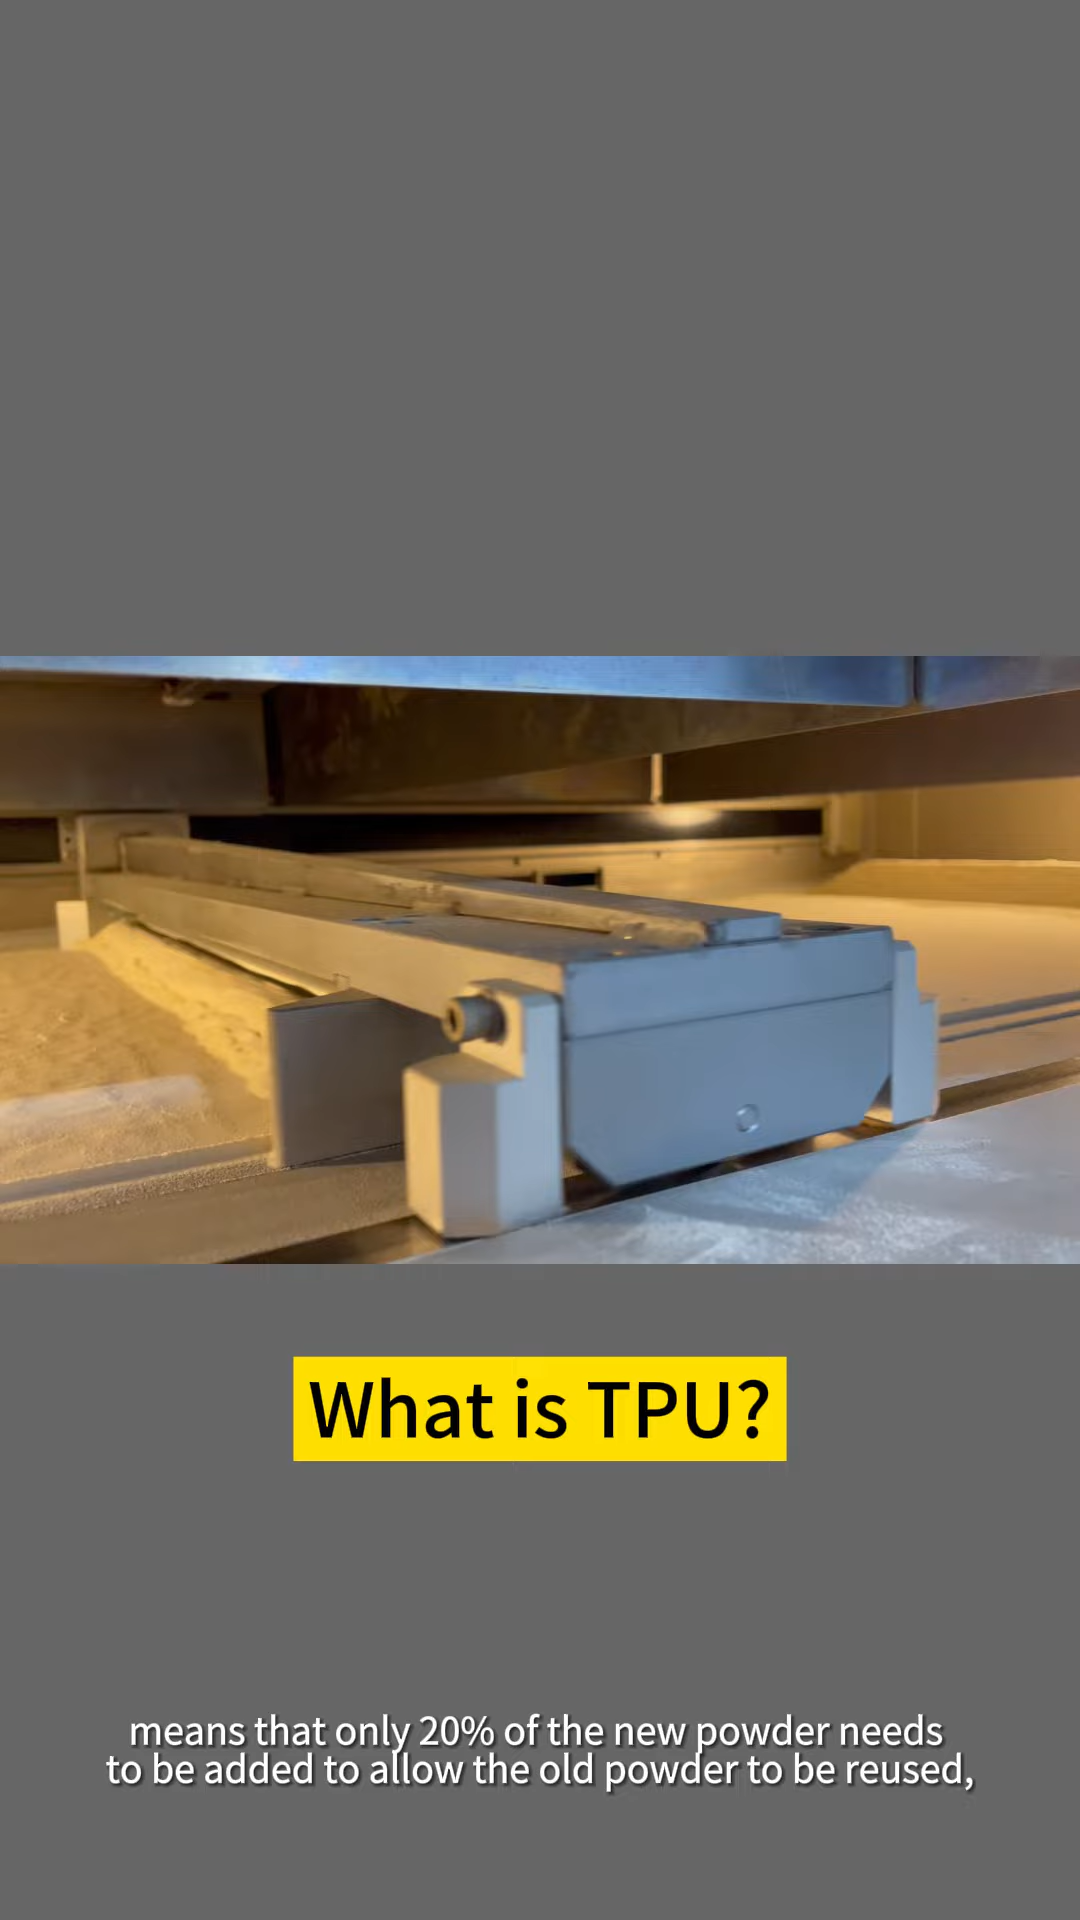 What is TPU?
means that only 20% of the new powder needs
to be added to allow the old powder to be reused,